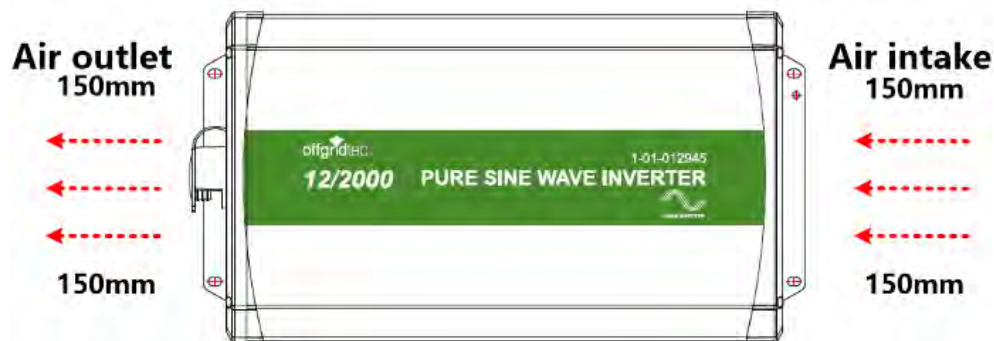 Air outlet
150mm
Air intake
150mm
offgridtec
1-01-012945
12/2000 PURE SINE WAVE INVERTER
150mm
150mm